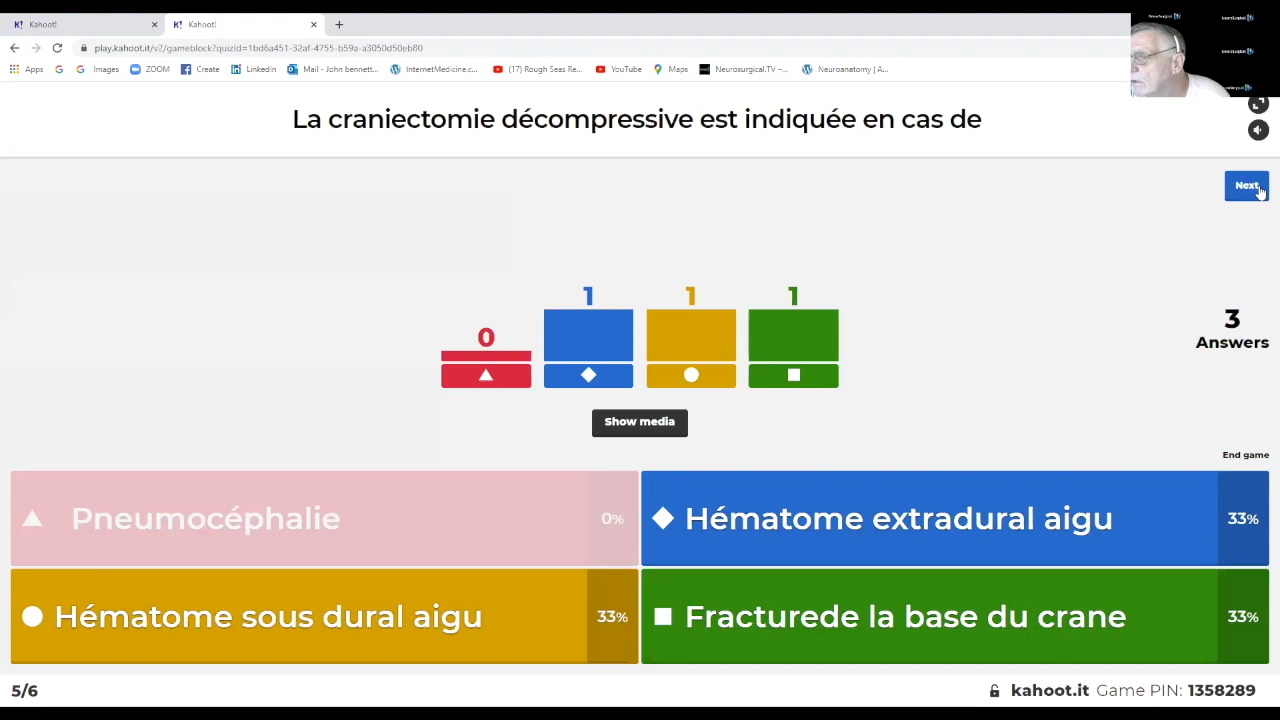 K! Kahoot! × K! Kahoot! × +
play.kahoot.it/v2/gameblock?quizId=1bd6a451-32af-4755-b59a-a3050d50eb80
Apps G G Images ZOOM Create LinkedIn Mail - John bennett... InternetMedicine.c... (17) Rough Seas Re... YouTube Maps Neurosurgical.TV –... Neuroanatomy | A...
La craniectomie décompressive est indiquée en cas de
Next
0 1 1 1
3
Answers
Show media
End game
Pneumocéphalie 0%
Hématome extradural aigu 33%
Hématome sous dural aigu 33%
Fracturede la base du crane 33%
5/6
kahoot.it Game PIN: 1358289